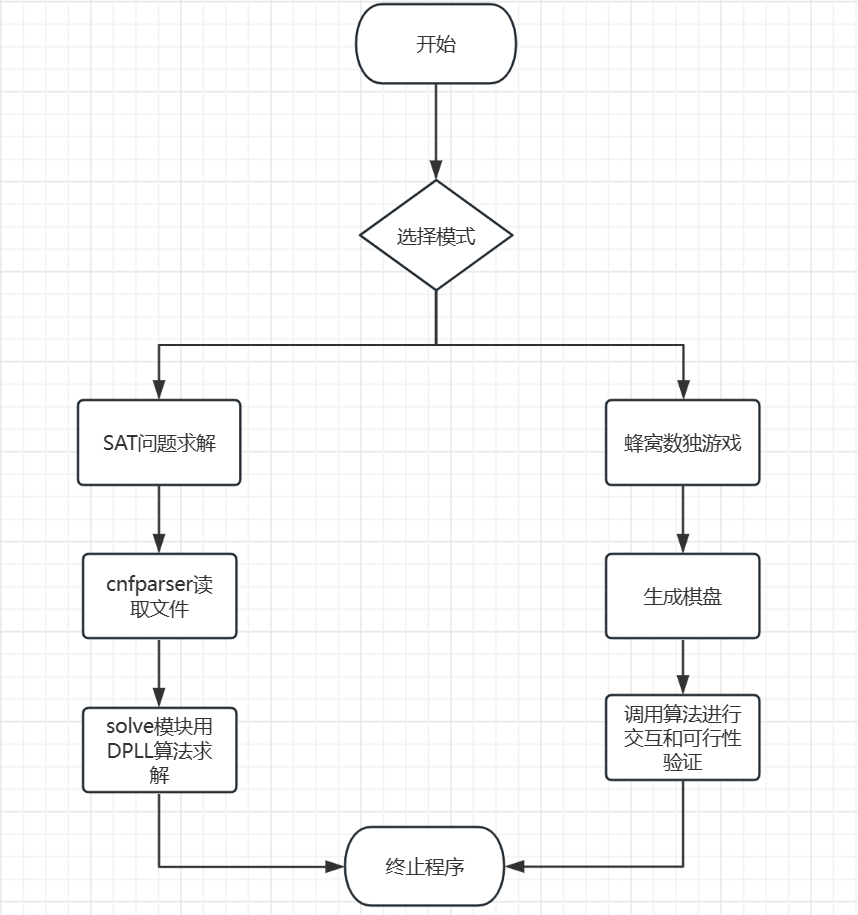 开始
选择模式
SAT问题求解
蜂窝数独游戏
cnfparser读
取文件
生成棋盘
solve模块用
DPLL算法求
解
调用算法进行
交互和可行性
验证
终止程序